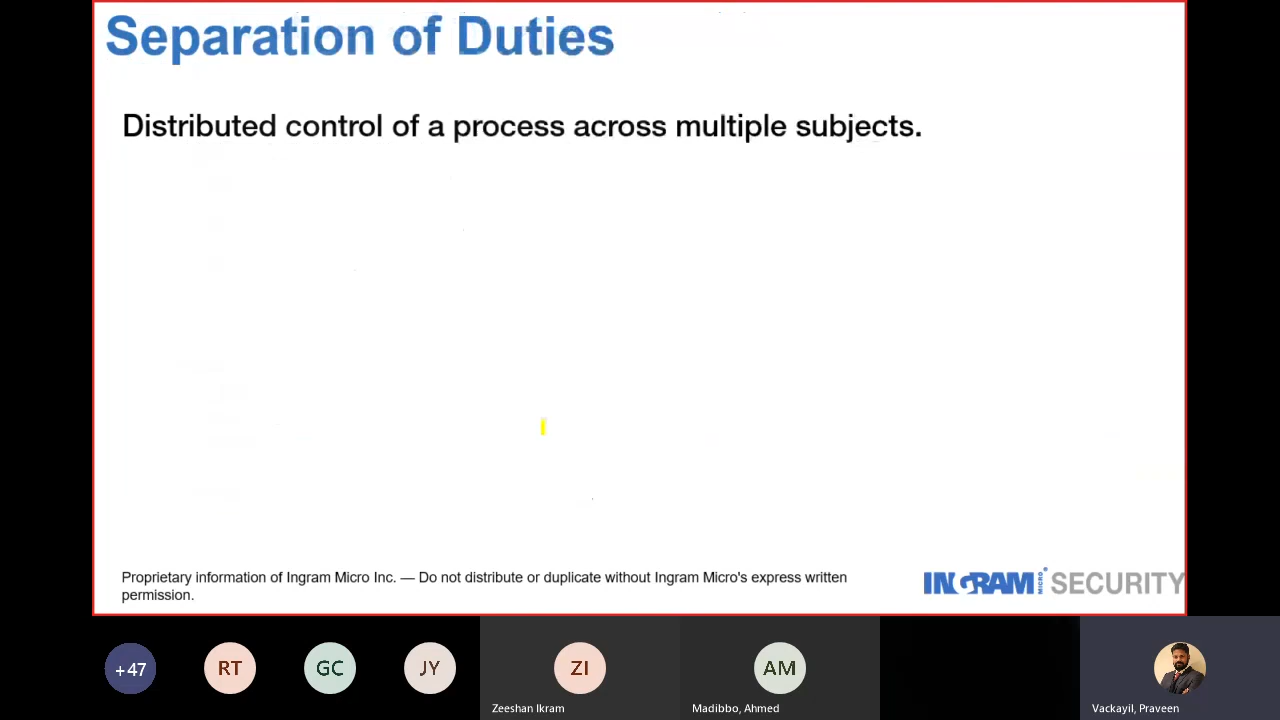 Separation of Duties
Distributed control of a process across multiple subjects.
Proprietary information of Ingram Micro Inc. — Do not distribute or duplicate without Ingram Micro's express written
permission.
INGRAM MICRO SECURITY
+47
RT
GC
JY
ZI
AM
Zeeshan Ikram
Madibbo, Ahmed
Vackayil, Praveen